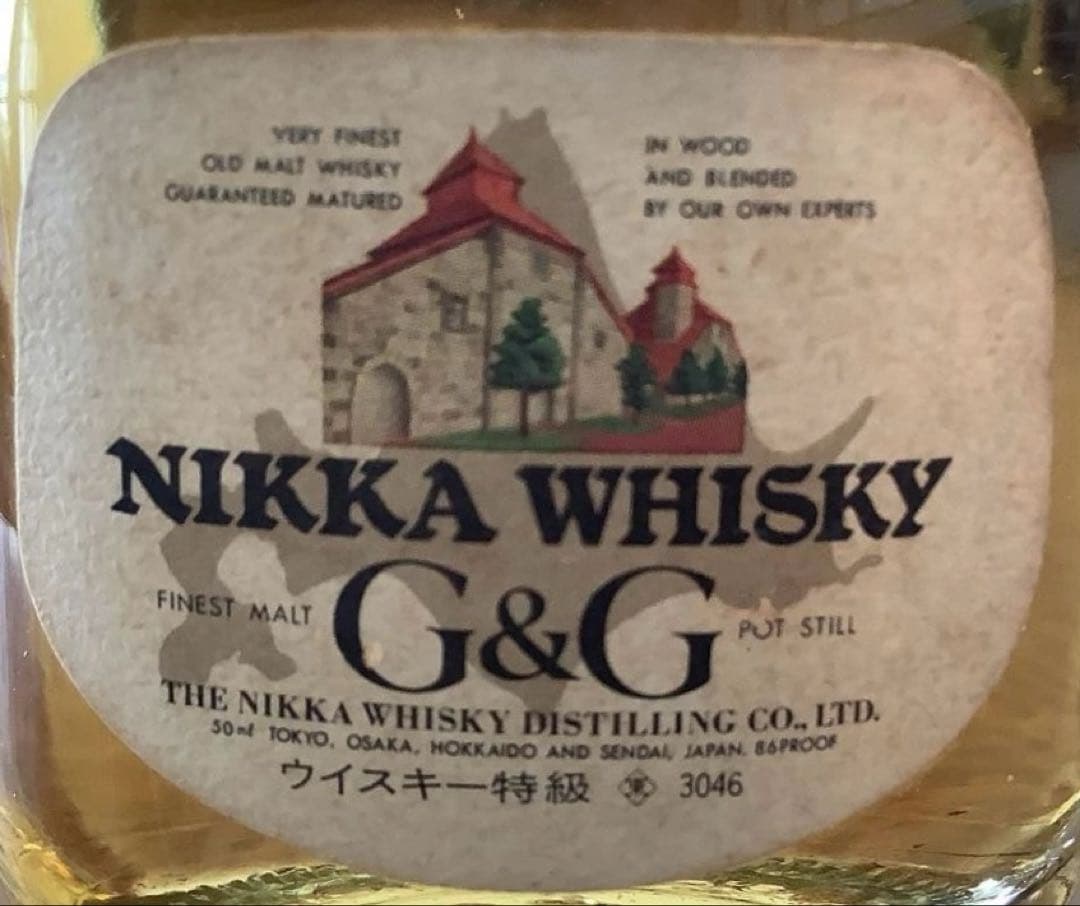 VERY FINEST
OLD MALT WHISKY
GUARANTEED MATURED
IN WOOD
AND BLENDED
BY OUR OWN EXPERTS
NIKKA WHISKY
FINEST MALT
G&G
POT STILL
THE NIKKA WHISKY DISTILLING CO., LTD.
50ml TOKYO, OSAKA, HOKKAIDO AND SENDAI, JAPAN. 86PROOF
ウイスキー特級 3046